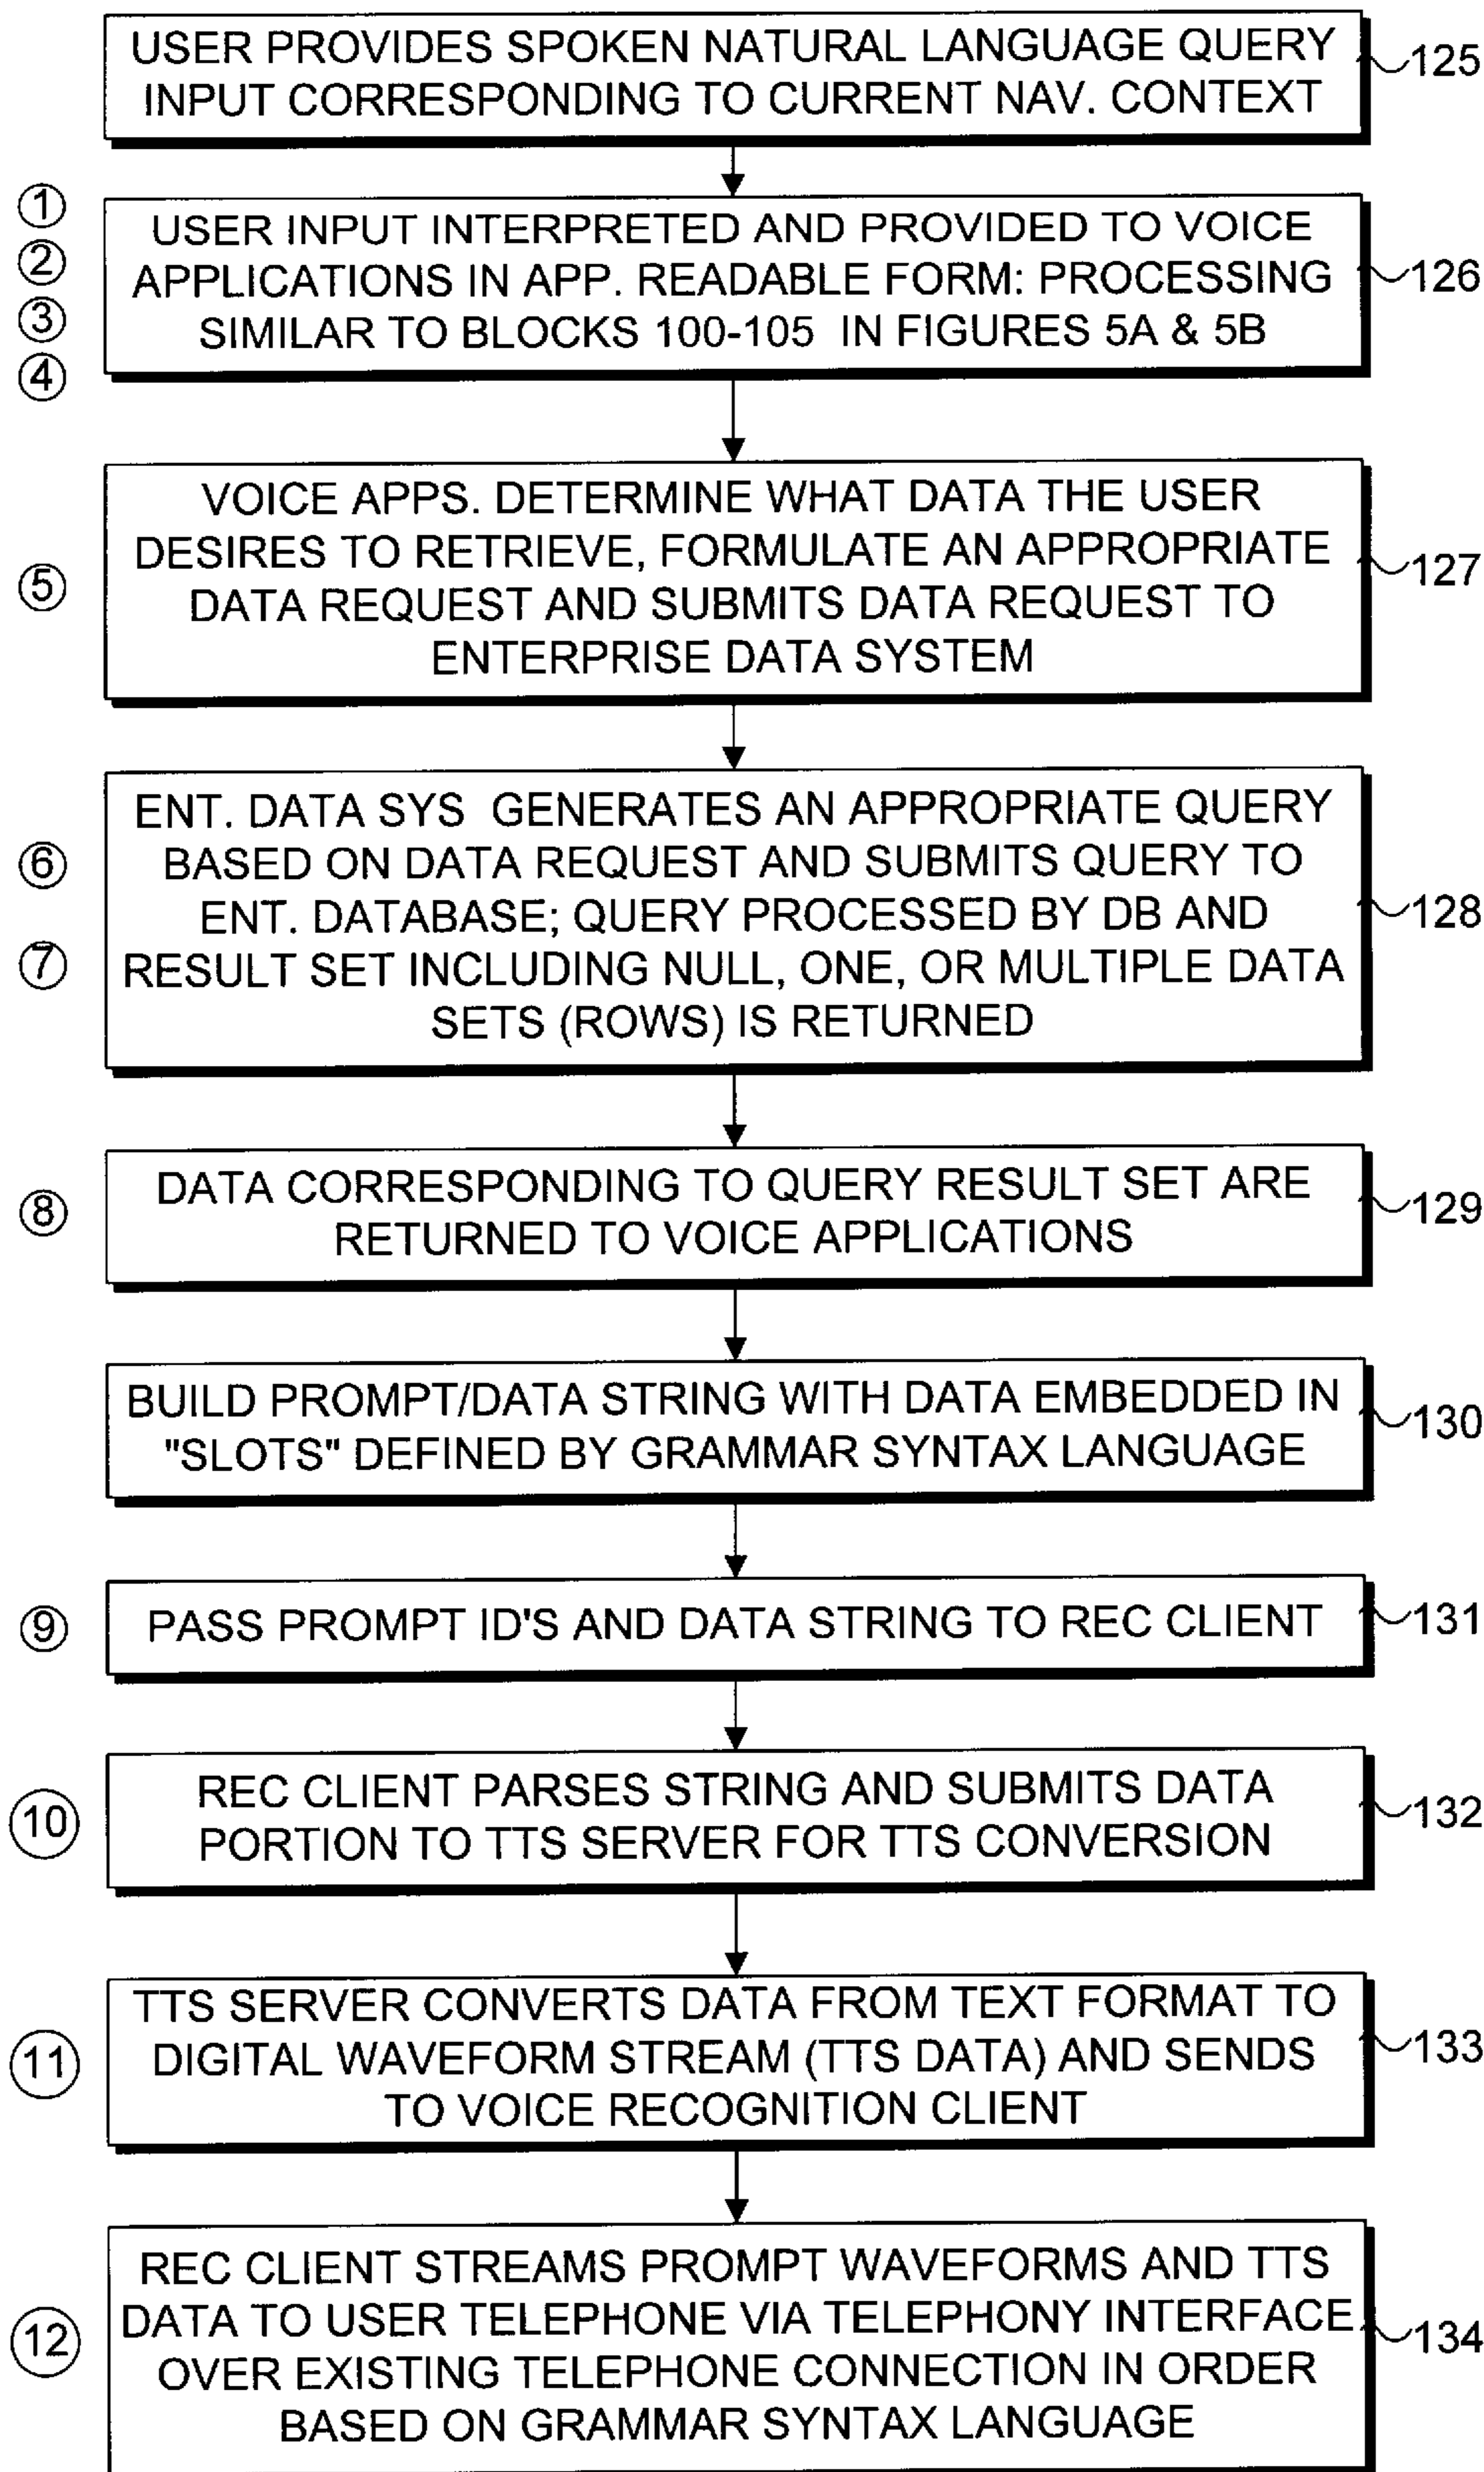 USER PROVIDES SPOKEN NATURAL LANGUAGE QUERY
INPUT CORRESPONDING TO CURRENT NAV. CONTEXT
125
①
②
③
④
USER INPUT INTERPRETED AND PROVIDED TO VOICE
APPLICATIONS IN APP. READABLE FORM: PROCESSING
SIMILAR TO BLOCKS 100-105 IN FIGURES 5A & 5B
126
⑤
VOICE APPS. DETERMINE WHAT DATA THE USER
DESIRES TO RETRIEVE, FORMULATE AN APPROPRIATE
DATA REQUEST AND SUBMITS DATA REQUEST TO
ENTERPRISE DATA SYSTEM
127
⑥
⑦
ENT. DATA SYS GENERATES AN APPROPRIATE QUERY
BASED ON DATA REQUEST AND SUBMITS QUERY TO
ENT. DATABASE; QUERY PROCESSED BY DB AND
RESULT SET INCLUDING NULL, ONE, OR MULTIPLE DATA
SETS (ROWS) IS RETURNED
128
⑧
DATA CORRESPONDING TO QUERY RESULT SET ARE
RETURNED TO VOICE APPLICATIONS
129
BUILD PROMPT/DATA STRING WITH DATA EMBEDDED IN
"SLOTS" DEFINED BY GRAMMAR SYNTAX LANGUAGE
130
⑨
PASS PROMPT ID'S AND DATA STRING TO REC CLIENT
131
⑩
REC CLIENT PARSES STRING AND SUBMITS DATA
PORTION TO TTS SERVER FOR TTS CONVERSION
132
⑪
TTS SERVER CONVERTS DATA FROM TEXT FORMAT TO
DIGITAL WAVEFORM STREAM (TTS DATA) AND SENDS
TO VOICE RECOGNITION CLIENT
133
⑫
REC CLIENT STREAMS PROMPT WAVEFORMS AND TTS
DATA TO USER TELEPHONE VIA TELEPHONY INTERFACE
OVER EXISTING TELEPHONE CONNECTION IN ORDER
BASED ON GRAMMAR SYNTAX LANGUAGE
134